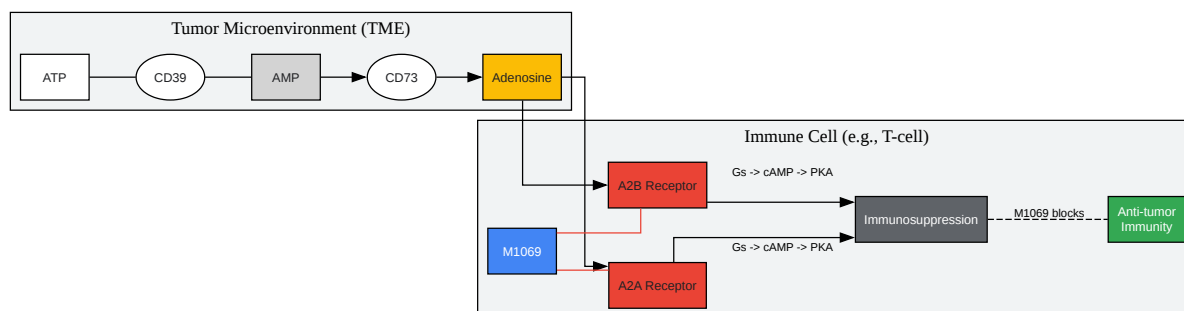 Tumor Microenvironment (TME)
ATP
CD39
AMP
CD73
Adenosine
Immune Cell (e.g., T-cell)
A2B Receptor
Gs -> cAMP -> PKA
Immunosuppression
M1069 blocks
Anti-tumor
Immunity
M1069
Gs -> cAMP -> PKA
A2A Receptor